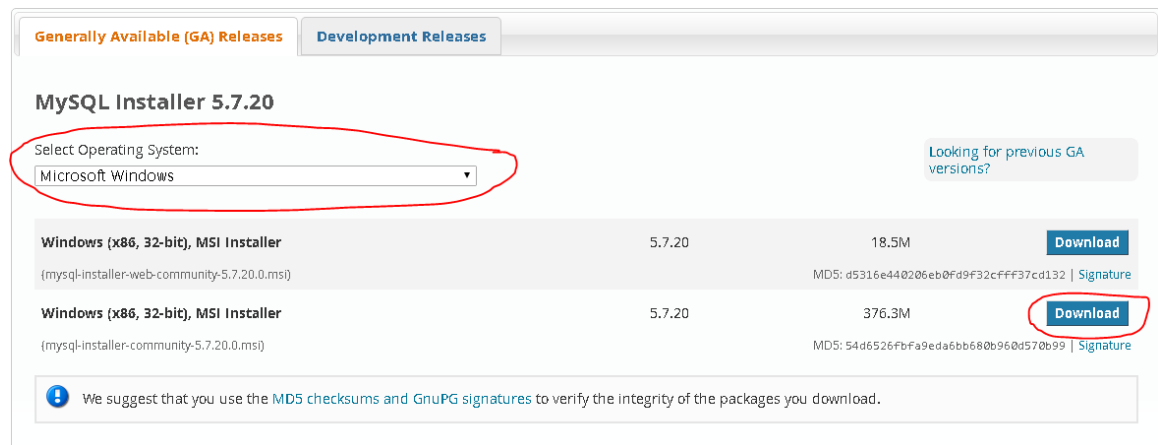 Generally Available (GA) Releases
Development Releases
MySQL Installer 5.7.20
Select Operating System:
Microsoft Windows
Looking for previous GA
versions?
Windows (x86, 32-bit), MSI Installer 5.7.20 18.5M Download
(mysql-installer-web-community-5.7.20.0.msi) MD5: d5316e440206eb0fd9f32cfff37cd132 | Signature
Windows (x86, 32-bit), MSI Installer 5.7.20 376.3M Download
(mysql-installer-community-5.7.20.0.msi) MD5: 54d6526fbfa9eda6bb680b960d570b99 | Signature
We suggest that you use the MD5 checksums and GnuPG signatures to verify the integrity of the packages you download.